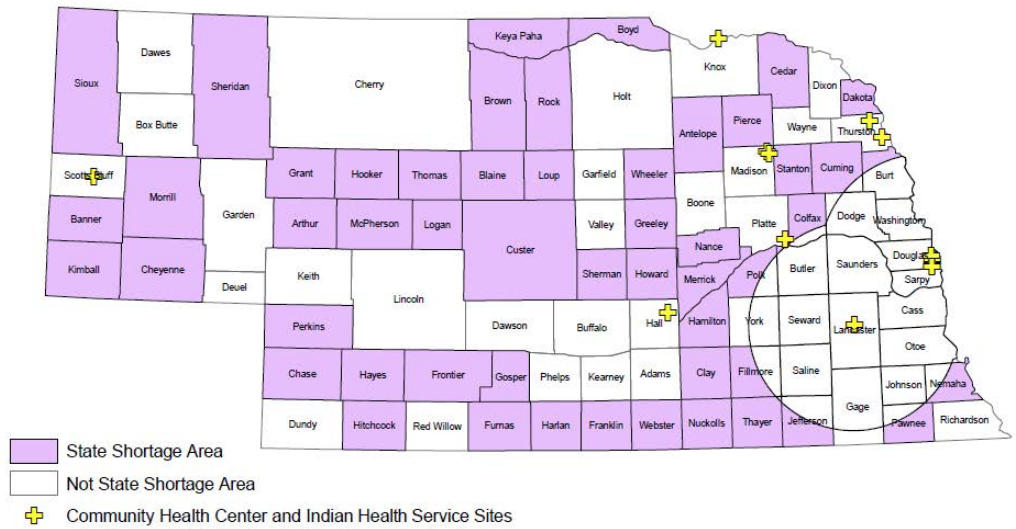 Keya Paha
Boyd
Dawes
Knox
Cedar
Sioux
Sheridan
Cherry
Dixon
Holt
Brown
Rock
Dakota
Box Butte
Antelope
Pierce
Wayne
Thurston
Scotts Bluff
Grant
Hooker
Thomas
Blaine
Loup
Garfield
Wheeler
Madison
Stanton
Cuming
Burt
Morrill
Garden
Boone
Banner
Arthur
McPherson
Logan
Custer
Valley
Greeley
Platte
Colfax
Dodge
Washington
Nance
Kimball
Cheyenne
Keith
Lincoln
Sherman
Howard
Merrick
Polk
Butler
Saunders
Douglas
Sarpy
Deuel
Perkins
Dawson
Buffalo
Hall
Hamilton
York
Seward
Lancaster
Cass
Otoe
Chase
Hayes
Frontier
Gosper
Phelps
Kearney
Adams
Clay
Fillmore
Saline
Johnson
Nemaha
Dundy
Hitchcock
Red Willow
Furnas
Harlan
Franklin
Webster
Nuckolls
Thayer
Jefferson
Gage
Pawnee
Richardson
State Shortage Area
Not State Shortage Area
Community Health Center and Indian Health Service Sites